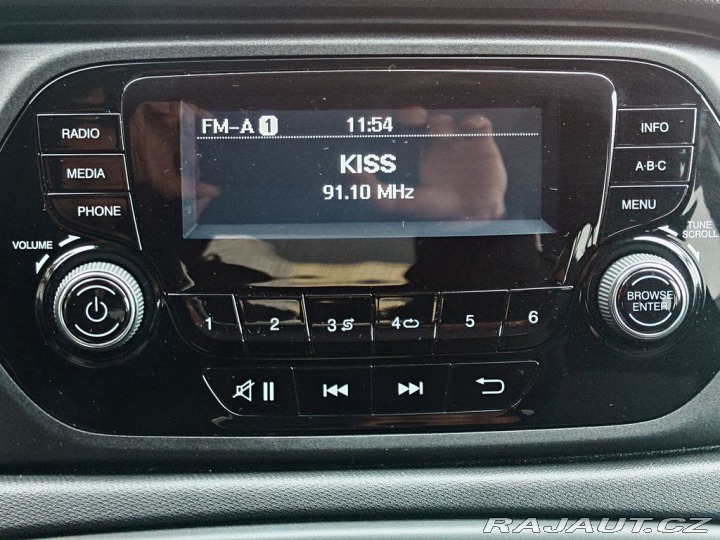 FM-A 1 11:54
KISS
91.10 MHz
RADIO
MEDIA
PHONE
INFO
A·B·C
MENU
VOLUME
TUNE
SCROLL
BROWSE
ENTER
1 2 3 4 5 6
RAJAUT.CZ